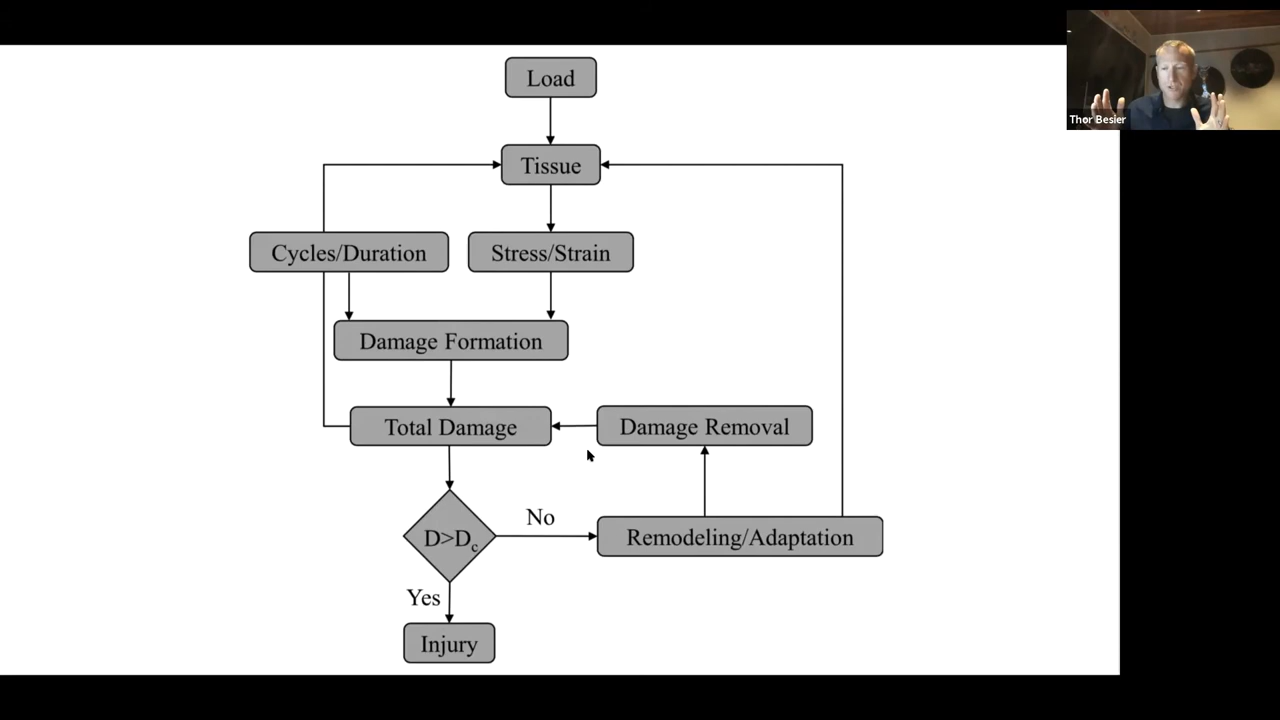 Load
Thor Besier
Tissue
Cycles/Duration
Stress/Strain
Damage Formation
Total Damage
Damage Removal
No
D>Dc
Remodeling/Adaptation
Yes
Injury